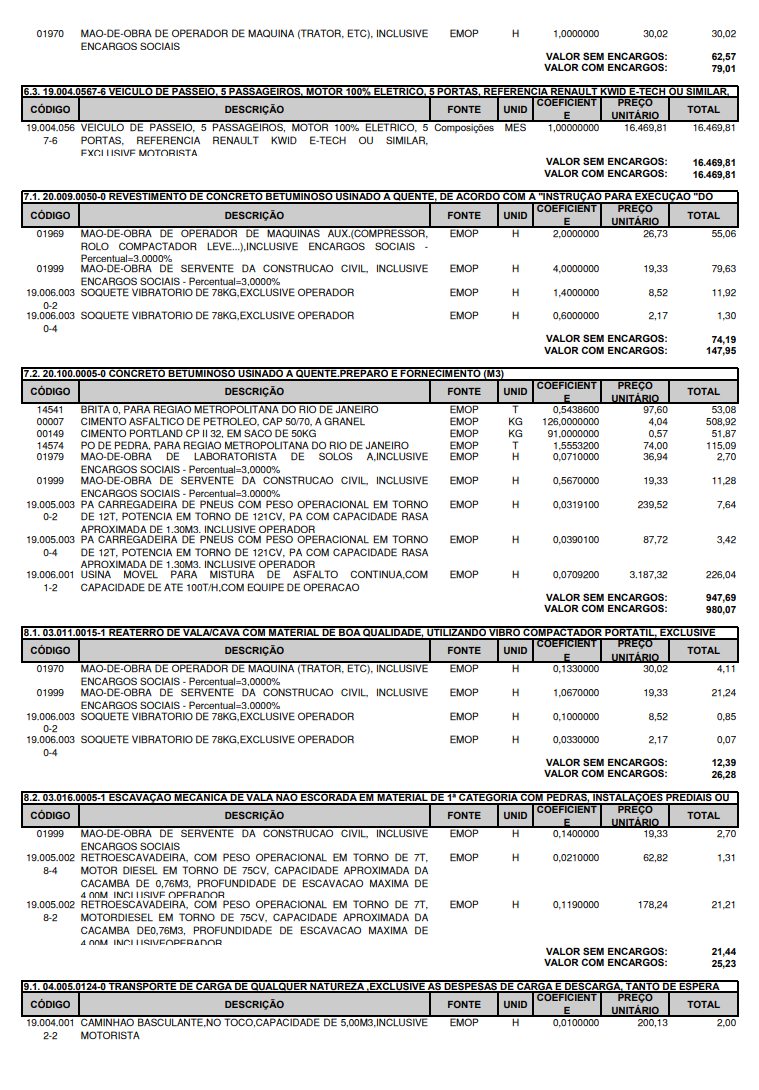 01970 MAO-DE-OBRA DE OPERADOR DE MAQUINA (TRATOR, ETC), INCLUSIVE EMOP H 1,0000000 30,02 30,02
ENCARGOS SOCIAIS
VALOR SEM ENCARGOS: 62,57
VALOR COM ENCARGOS: 79,01
6.3. 19.004.0567-6 VEICULO DE PASSEIO, 5 PASSAGEIROS, MOTOR 100% ELETRICO, 5 PORTAS, REFERENCIA RENAULT KWID E-TECH OU SIMILAR,
CÓDIGO DESCRIÇÃO FONTE UNID COEFICIENT PREÇO TOTAL
E UNITÁRIO
19.004.056 VEICULO DE PASSEIO, 5 PASSAGEIROS, MOTOR 100% ELETRICO, 5 Composições MES 1,00000000 16.469,81 16.469,81
7-6 PORTAS, REFERENCIA RENAULT KWID E-TECH OU SIMILAR,
EXCLUSIVE MOTORISTA
VALOR SEM ENCARGOS: 16.469,81
VALOR COM ENCARGOS: 16.469,81
7.1. 20.009.0050-0 REVESTIMENTO DE CONCRETO BETUMINOSO USINADO A QUENTE, DE ACORDO COM A "INSTRUÇAO PARA EXECUÇAO "DO
CÓDIGO DESCRIÇÃO FONTE UNID COEFICIENT PREÇO TOTAL
E UNITÁRIO
01969 MAO-DE-OBRA DE OPERADOR DE MAQUINAS AUX.(COMPRESSOR, EMOP H 2,0000000 26,73 55,06
ROLO COMPACTADOR LEVE...),INCLUSIVE ENCARGOS SOCIAIS -
Percentual=3,0000%
01999 MAO-DE-OBRA DE SERVENTE DA CONSTRUCAO CIVIL, INCLUSIVE EMOP H 4,0000000 19,33 79,63
ENCARGOS SOCIAIS - Percentual=3,0000%
19.006.003 SOQUETE VIBRATORIO DE 78KG,EXCLUSIVE OPERADOR EMOP H 1,4000000 8,52 11,92
0-2
19.006.003 SOQUETE VIBRATORIO DE 78KG,EXCLUSIVE OPERADOR EMOP H 0,6000000 2,17 1,30
0-4
VALOR SEM ENCARGOS: 74,19
VALOR COM ENCARGOS: 147,95
7.2. 20.100.0005-0 CONCRETO BETUMINOSO USINADO A QUENTE.PREPARO E FORNECIMENTO (M3)
CÓDIGO DESCRIÇÃO FONTE UNID COEFICIENT PREÇO TOTAL
E UNITÁRIO
14541 BRITA 0, PARA REGIAO METROPOLITANA DO RIO DE JANEIRO EMOP T 0,5438600 97,60 53,08
00007 CIMENTO ASFALTICO DE PETROLEO, CAP 50/70, A GRANEL EMOP KG 126,0000000 4,04 508,92
00149 CIMENTO PORTLAND CP II 32, EM SACO DE 50KG EMOP KG 91,0000000 0,57 51,87
14574 PO DE PEDRA, PARA REGIAO METROPOLITANA DO RIO DE JANEIRO EMOP T 1,5553200 74,00 115,09
01979 MAO-DE-OBRA DE LABORATORISTA DE SOLOS A,INCLUSIVE EMOP H 0,0710000 36,94 2,70
ENCARGOS SOCIAIS - Percentual=3,0000%
01999 MAO-DE-OBRA DE SERVENTE DA CONSTRUCAO CIVIL, INCLUSIVE EMOP H 0,5670000 19,33 11,28
ENCARGOS SOCIAIS - Percentual=3,0000%
19.005.003 PA CARREGADEIRA DE PNEUS COM PESO OPERACIONAL EM TORNO EMOP H 0,0319100 239,52 7,64
0-2 DE 12T, POTENCIA EM TORNO DE 121CV, PA COM CAPACIDADE RASA
APROXIMADA DE 1,30M3, INCLUSIVE OPERADOR
19.005.003 PA CARREGADEIRA DE PNEUS COM PESO OPERACIONAL EM TORNO EMOP H 0,0390100 87,72 3,42
0-4 DE 12T, POTENCIA EM TORNO DE 121CV, PA COM CAPACIDADE RASA
APROXIMADA DE 1,30M3, INCLUSIVE OPERADOR
19.006.001 USINA MOVEL PARA MISTURA DE ASFALTO CONTINUA,COM EMOP H 0,0709200 3.187,32 226,04
1-2 CAPACIDADE DE ATE 100T/H,COM EQUIPE DE OPERACAO
VALOR SEM ENCARGOS: 947,69
VALOR COM ENCARGOS: 980,07
8.1. 03.011.0015-1 REATERRO DE VALA/CAVA COM MATERIAL DE BOA QUALIDADE, UTILIZANDO VIBRO COMPACTADOR PORTATIL, EXCLUSIVE
CÓDIGO DESCRIÇÃO FONTE UNID COEFICIENT PREÇO TOTAL
E UNITÁRIO
01970 MAO-DE-OBRA DE OPERADOR DE MAQUINA (TRATOR, ETC), INCLUSIVE EMOP H 0,1330000 30,02 4,11
ENCARGOS SOCIAIS - Percentual=3,0000%
01999 MAO-DE-OBRA DE SERVENTE DA CONSTRUCAO CIVIL, INCLUSIVE EMOP H 1,0670000 19,33 21,24
ENCARGOS SOCIAIS - Percentual=3,0000%
19.006.003 SOQUETE VIBRATORIO DE 78KG,EXCLUSIVE OPERADOR EMOP H 0,1000000 8,52 0,85
0-2
19.006.003 SOQUETE VIBRATORIO DE 78KG,EXCLUSIVE OPERADOR EMOP H 0,0330000 2,17 0,07
0-4
VALOR SEM ENCARGOS: 12,39
VALOR COM ENCARGOS: 26,28
8.2. 03.016.0005-1 ESCAVAÇAO MECANICA DE VALA NAO ESCORADA EM MATERIAL DE 1ª CATEGORIA COM PEDRAS, INSTALAÇOES PREDIAIS OU
CÓDIGO DESCRIÇÃO FONTE UNID COEFICIENT PREÇO TOTAL
E UNITÁRIO
01999 MAO-DE-OBRA DE SERVENTE DA CONSTRUCAO CIVIL, INCLUSIVE EMOP H 0,1400000 19,33 2,70
ENCARGOS SOCIAIS
19.005.002 RETROESCAVADEIRA, COM PESO OPERACIONAL EM TORNO DE 7T, EMOP H 0,0210000 62,82 1,31
8-4 MOTOR DIESEL EM TORNO DE 75CV, CAPACIDADE APROXIMADA DA
CACAMBA DE 0,76M3, PROFUNDIDADE DE ESCAVACAO MAXIMA DE
4,00M, INCLUSIVE OPERADOR
19.005.002 RETROESCAVADEIRA, COM PESO OPERACIONAL EM TORNO DE 7T, EMOP H 0,1190000 178,24 21,21
8-2 MOTORDIESEL EM TORNO DE 75CV, CAPACIDADE APROXIMADA DA
CACAMBA DE0,76M3, PROFUNDIDADE DE ESCAVACAO MAXIMA DE
4,00M, INCLUSIVEOPERADOR
VALOR SEM ENCARGOS: 21,44
VALOR COM ENCARGOS: 25,23
9.1. 04.005.0124-0 TRANSPORTE DE CARGA DE QUALQUER NATUREZA ,EXCLUSIVE AS DESPESAS DE CARGA E DESCARGA, TANTO DE ESPERA
CÓDIGO DESCRIÇÃO FONTE UNID COEFICIENT PREÇO TOTAL
E UNITÁRIO
19.004.001 CAMINHAO BASCULANTE,NO TOCO,CAPACIDADE DE 5,00M3,INCLUSIVE EMOP H 0,0100000 200,13 2,00
2-2 MOTORISTA